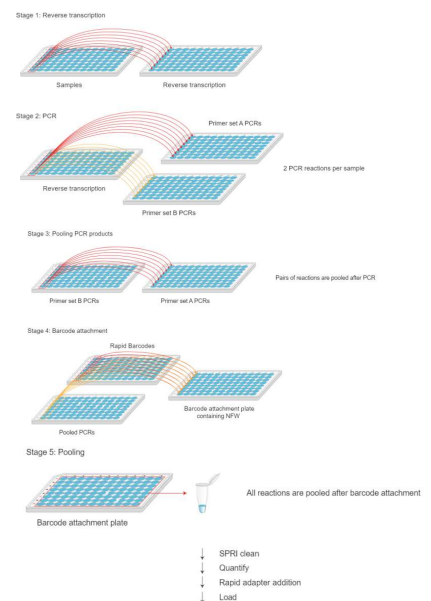 Stage 1: Reverse transcription
Samples
Reverse transcription
Stage 2: PCR
Primer set A PCRs
2 PCR reactions per sample
Reverse transcription
Primer set B PCRs
Stage 3: Pooling PCR products
Pairs of reactions are pooled after PCR
Primer set B PCRs
Primer set A PCRs
Stage 4: Barcode attachment
Rapid Barcodes
Barcode attachment plate
containing NFW
Pooled PCRs
Stage 5: Pooling
All reactions are pooled after barcode attachment
Barcode attachment plate
SPRI clean
Quantify
Rapid adapter addition
Load